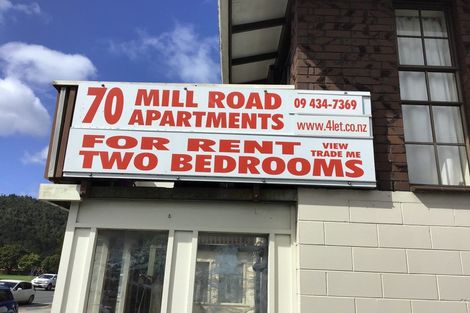 70 MILL ROAD APARTMENTS
09 434-7369
www.4let.co.nz
FOR RENT
VIEW TRADE ME
TWO BEDROOMS